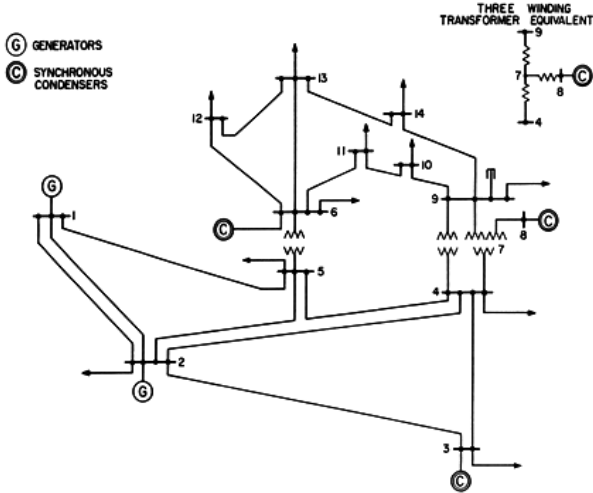 THREE WINDING
TRANSFORMER EQUIVALENT
9
7
C
8
4
G GENERATORS
C SYNCHRONOUS
CONDENSERS
13
12
14
11
10
G
9
1
6
C
C
8
7
5
4
2
G
3
C